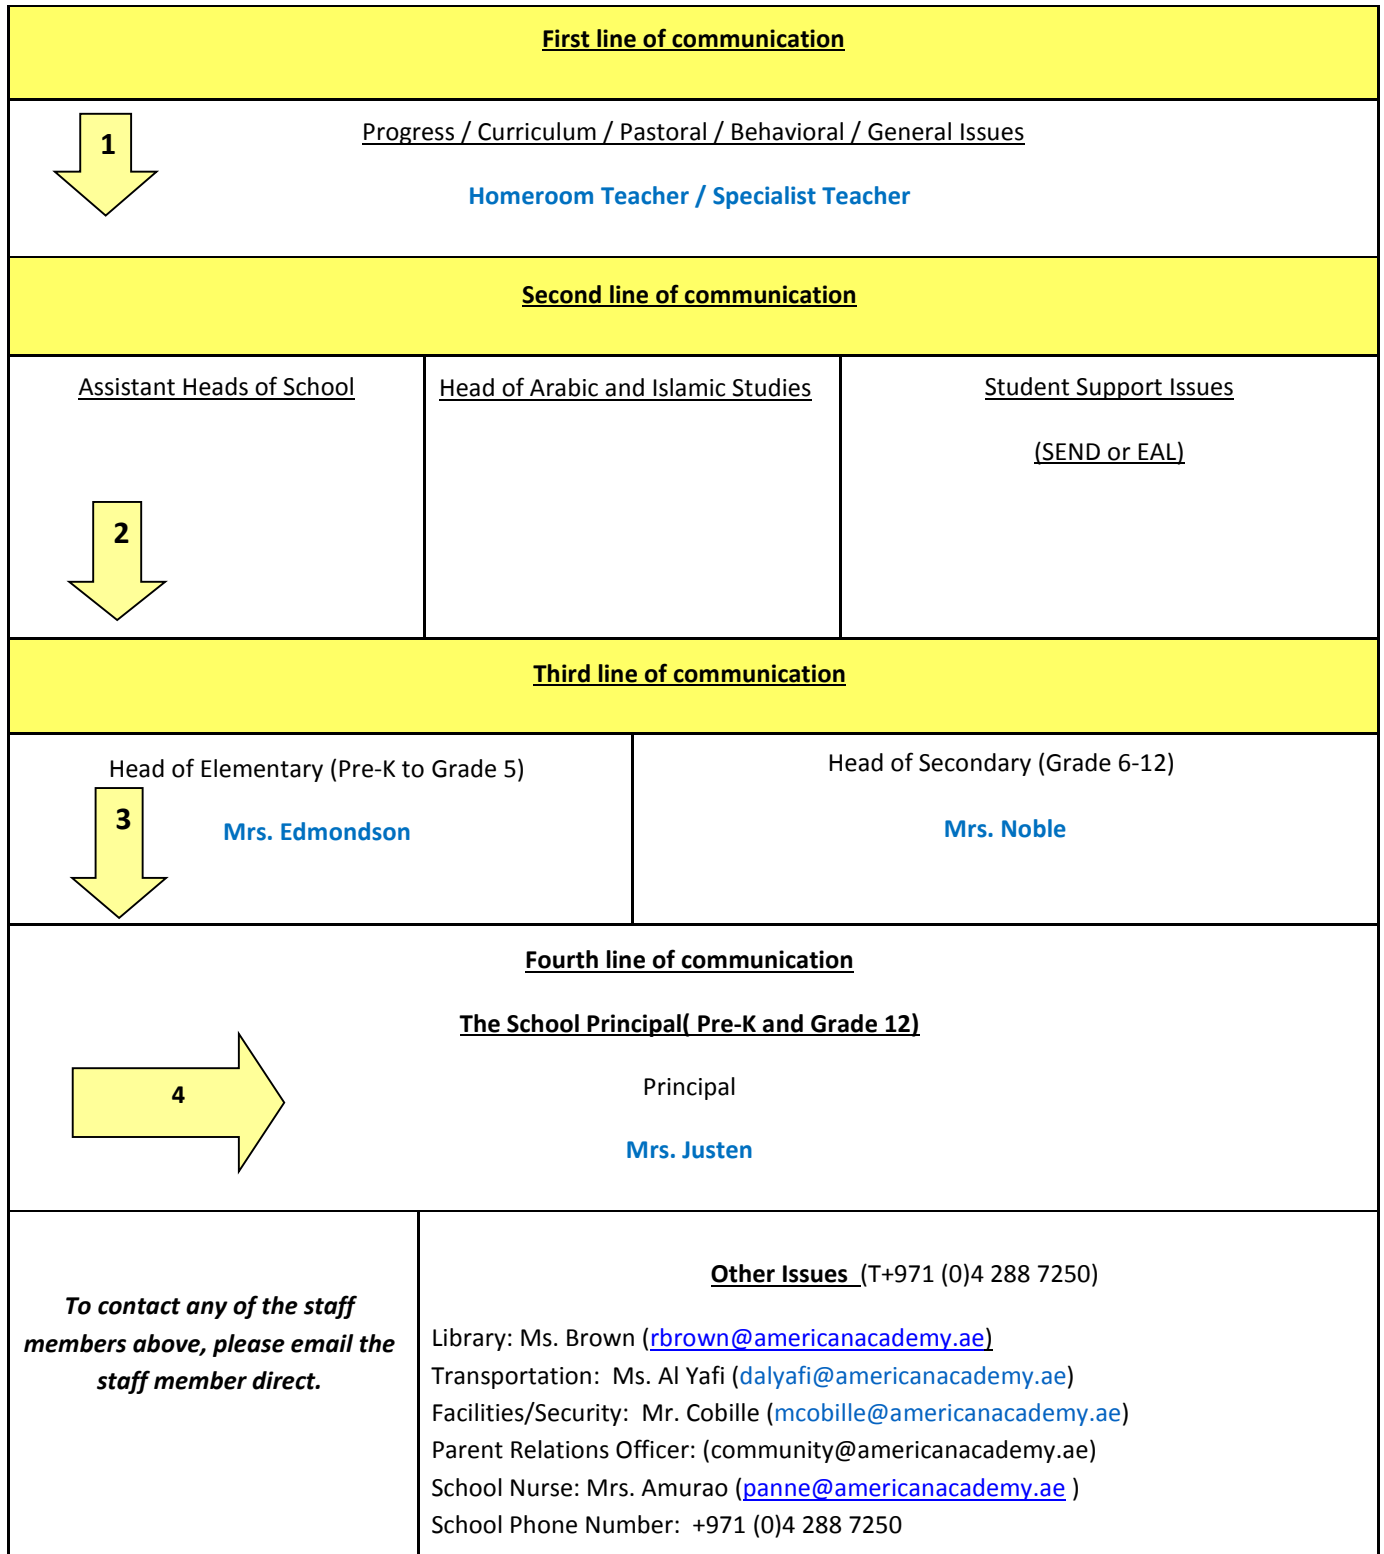 First line of communication
1
Progress / Curriculum / Pastoral / Behavioral / General Issues
Homeroom Teacher / Specialist Teacher
Second line of communication
Assistant Heads of School
2
Head of Arabic and Islamic Studies
Student Support Issues
(SEND or EAL)
Third line of communication
Head of Elementary (Pre-K to Grade 5)
3
Mrs. Edmondson
Head of Secondary (Grade 6-12)
Mrs. Noble
Fourth line of communication
The School Principal( Pre-K and Grade 12)
Principal
4
Mrs. Justen
To contact any of the staff
members above, please email the
staff member direct.
Other Issues (T+971 (0)4 288 7250)
Library: Ms. Brown (rbrown@americanacademy.ae)
Transportation: Ms. Al Yafi (dalyafi@americanacademy.ae)
Facilities/Security: Mr. Cobille (mcobille@americanacademy.ae)
Parent Relations Officer: (community@americanacademy.ae)
School Nurse: Mrs. Amurao (panne@americanacademy.ae )
School Phone Number: +971 (0)4 288 7250